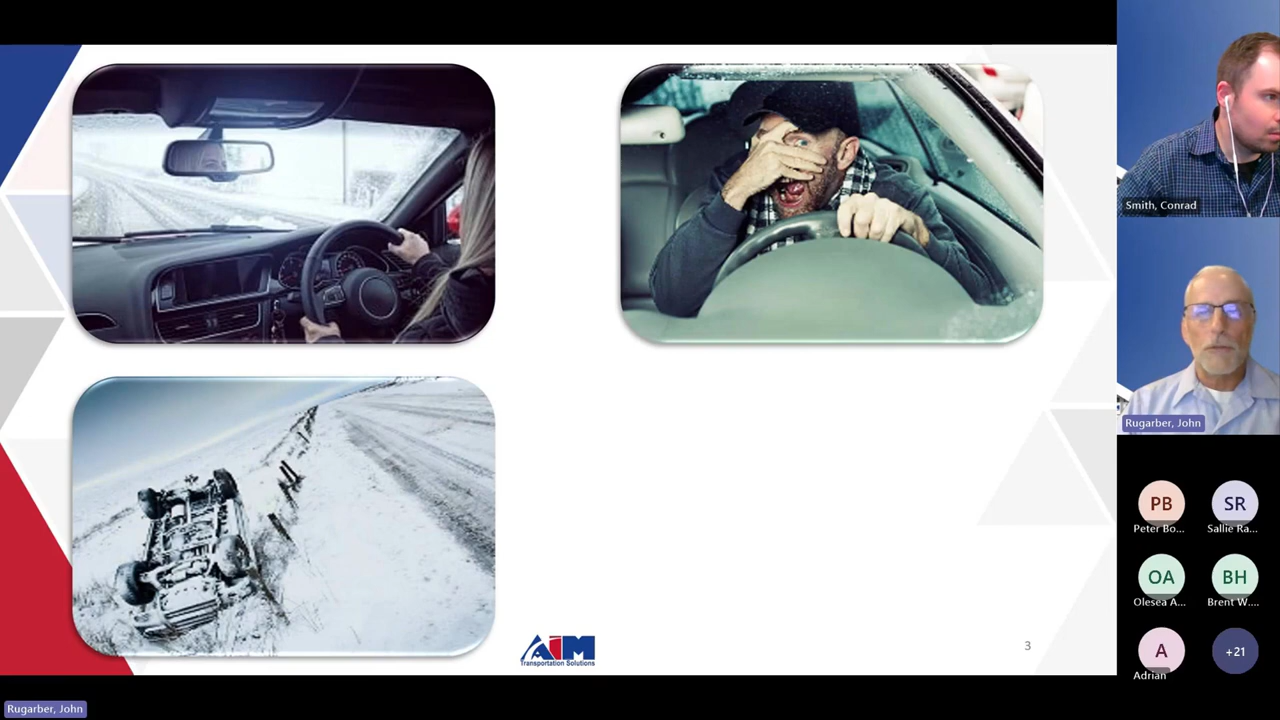 AIM
Transportation Solutions
3
Smith, Conrad
Rugarber, John
PB
Peter Bo...
SR
Sallie Ra...
OA
Olesea A...
BH
Brent W....
A
Adrian
+21
Rugarber, John